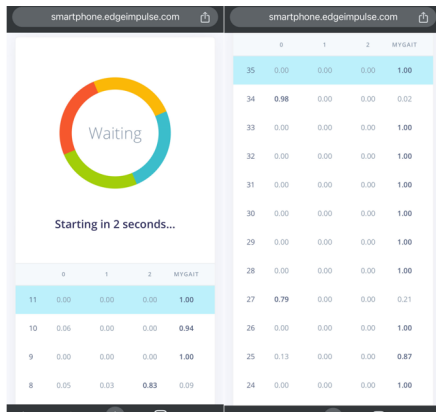 smartphone.edgeimpulse.com
Waiting
Starting in 2 seconds...
0 1 2 MYGAIT
11 0.00 0.00 0.00 1.00
10 0.06 0.00 0.00 0.94
9 0.00 0.00 0.00 1.00
8 0.05 0.03 0.83 0.09
smartphone.edgeimpulse.com
0 1 2 MYGAIT
35 0.00 0.00 0.00 1.00
34 0.98 0.00 0.00 0.02
33 0.00 0.00 0.00 1.00
32 0.00 0.00 0.00 1.00
31 0.00 0.00 0.00 1.00
30 0.00 0.00 0.00 1.00
29 0.00 0.00 0.00 1.00
28 0.00 0.00 0.00 1.00
27 0.79 0.00 0.00 0.21
26 0.00 0.00 0.00 1.00
25 0.13 0.00 0.00 0.87
24 0.00 0.00 0.00 1.00